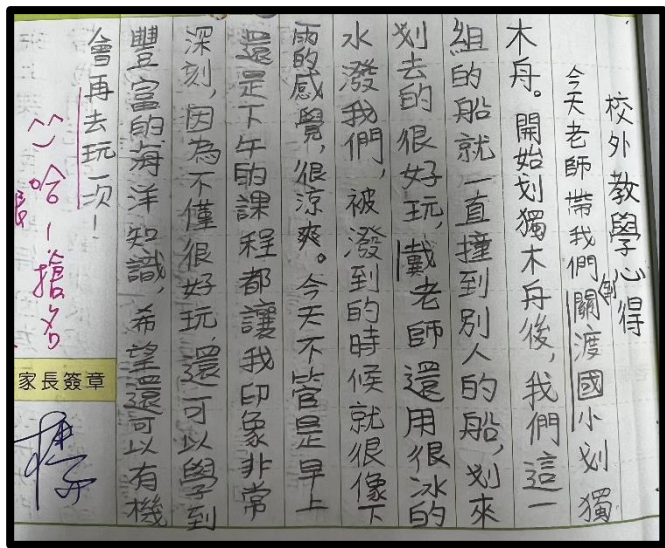 校外教學心得
今天老師帶我們到關渡國小划獨
木舟。開始划獨木舟後,我們這一
組的船就一直撞到別人的船,划來
划去的很好玩,戴老師還用很冰的
水潑我們,被潑到的時候就很像下
雨的感覺,很涼爽。今天不管是早上
還是下午的課程都讓我印象非常
深刻,因為不僅很好玩,還可以學到
豐富的海洋知識,希望還可以有機
會再去玩一次!
哈!
家長簽章